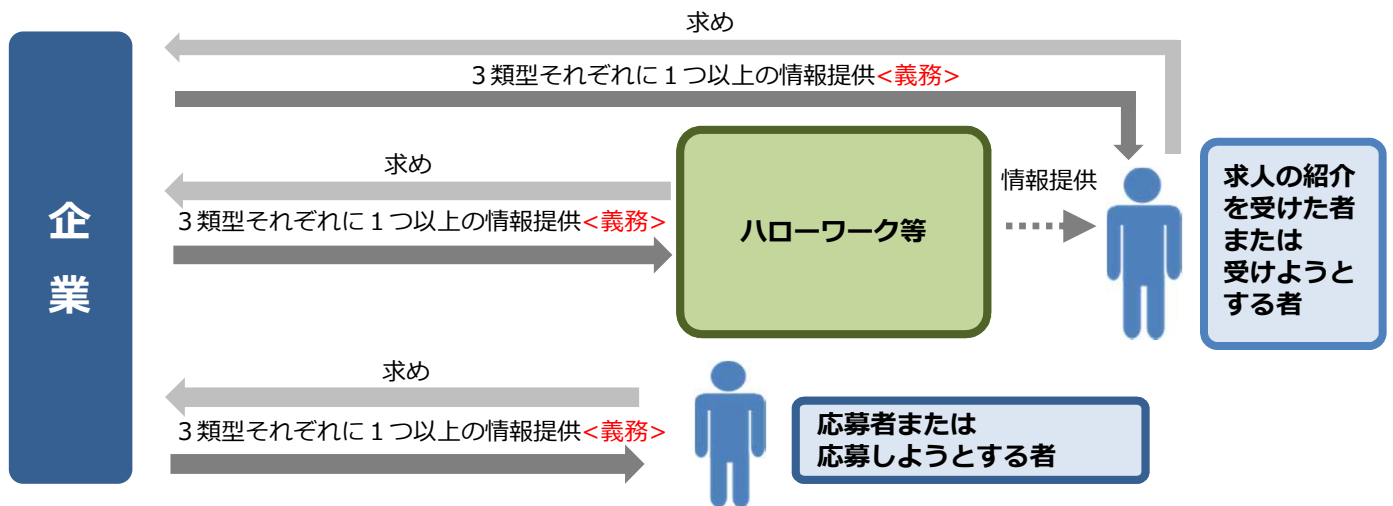 求め
３類型それぞれに１つ以上の情報提供<義務>
企
業
求め
３類型それぞれに１つ以上の情報提供<義務>
ハローワーク等
情報提供
求人の紹介
を受けた者
または
受けようと
する者
求め
３類型それぞれに１つ以上の情報提供<義務>
応募者または
応募しようとする者